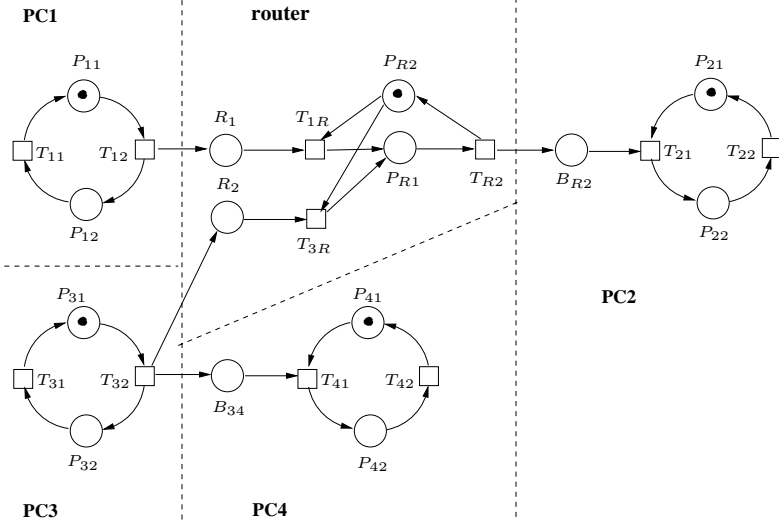 PC1
router
P11
PR2
P21
R1
T1R
T11
T12
PR1
TR2
BR2
T21
T22
R2
P12
T3R
P22
P31
P41
PC2
T31
T32
T41
T42
B34
P32
P42
PC3
PC4